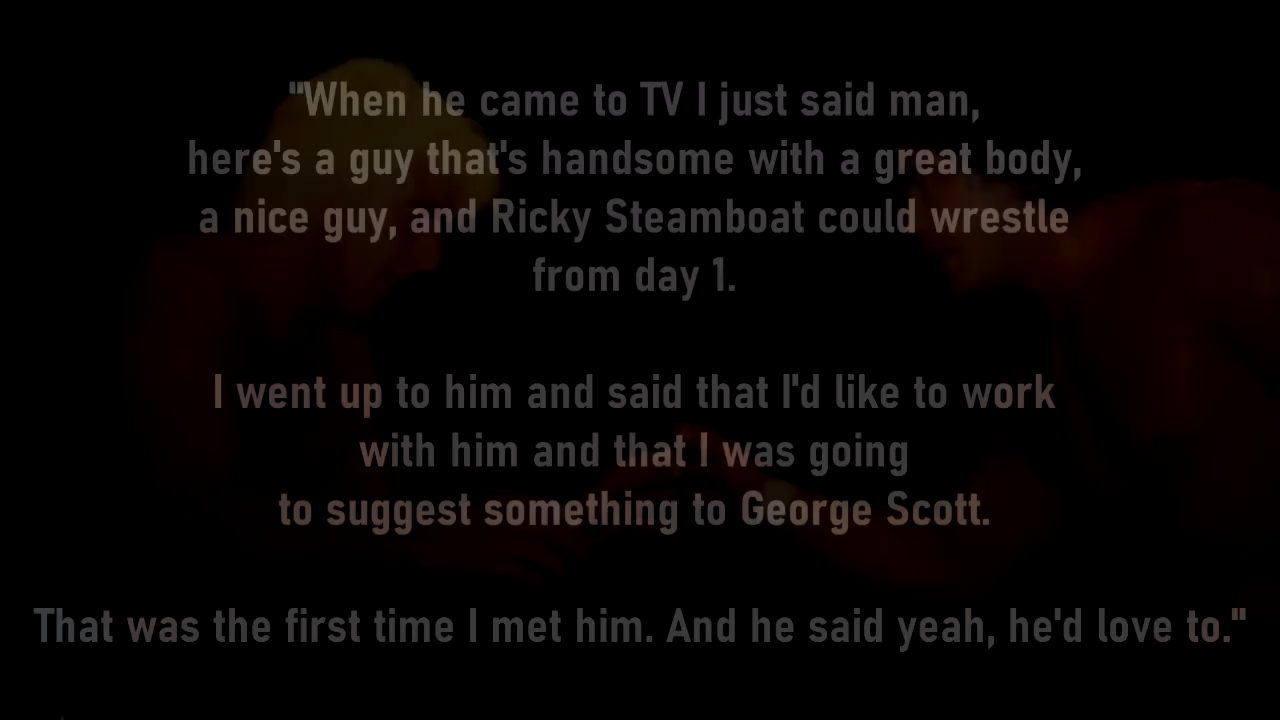 "When he came to TV I just said man,
here's a guy that's handsome with a great body,
a nice guy, and Ricky Steamboat could wrestle
from day 1.
I went up to him and said that I'd like to work
with him and that I was going
to suggest something to George Scott.
That was the first time I met him. And he said yeah, he'd love to."